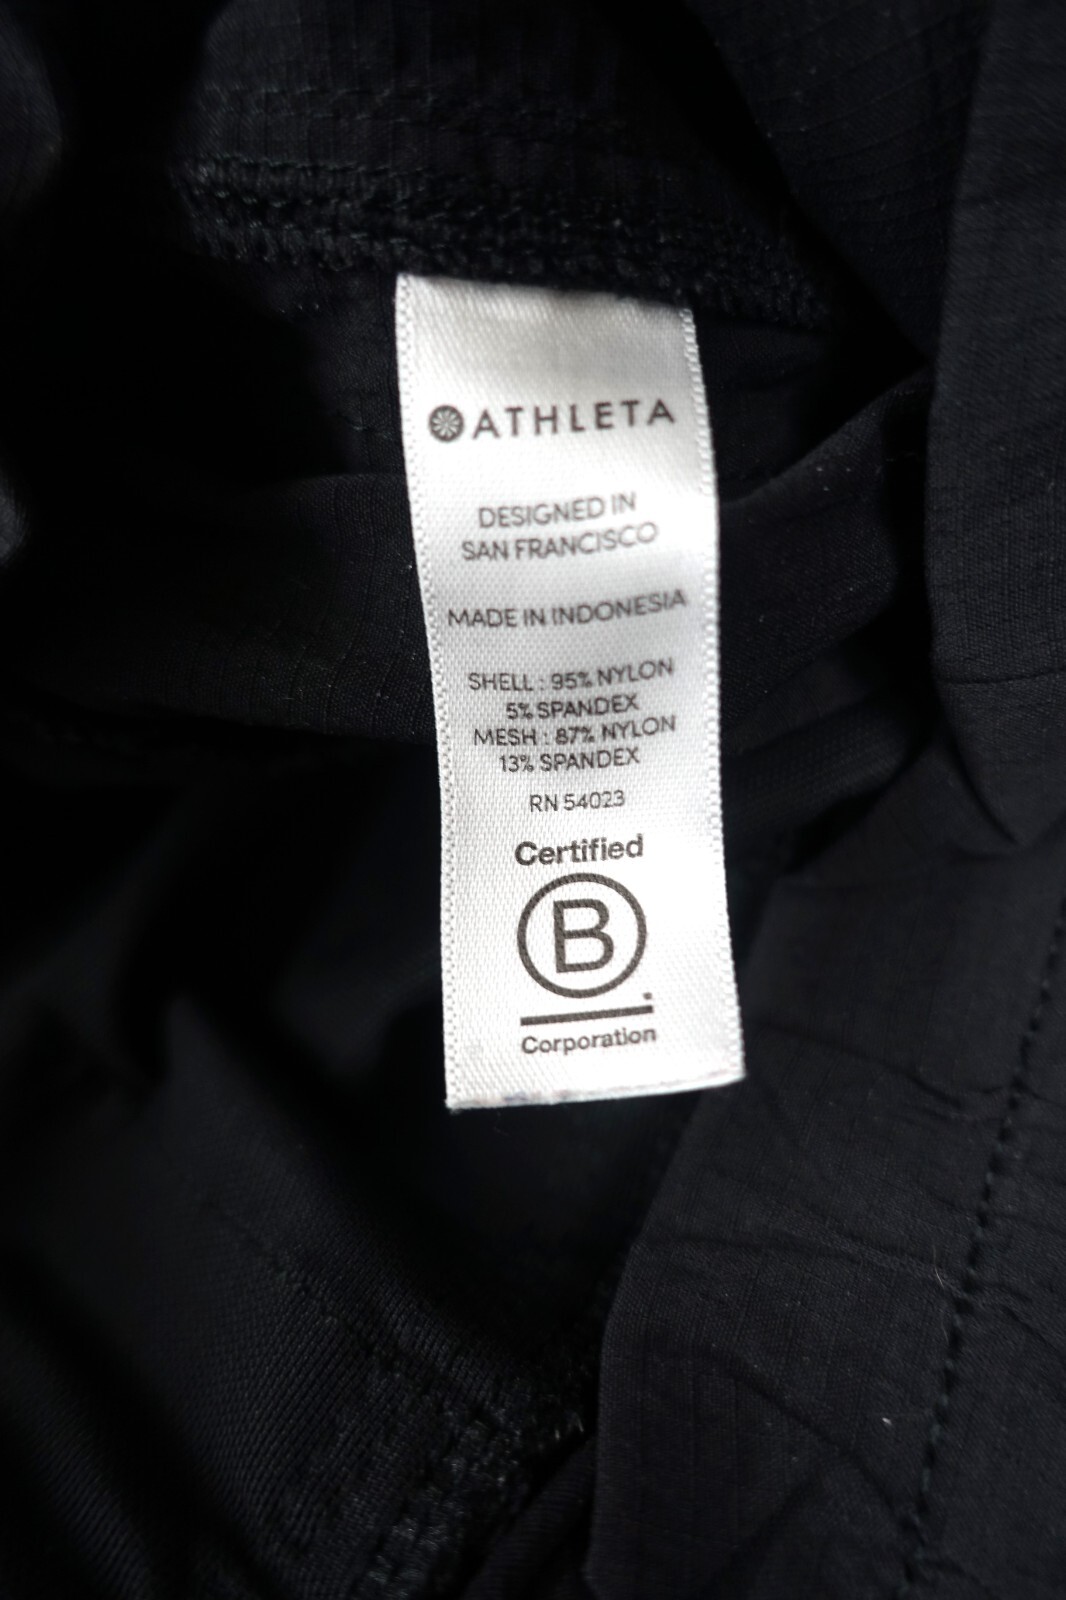 ATHLETA
DESIGNED IN
SAN FRANCISCO
MADE IN INDONESIA
SHELL : 95% NYLON
5% SPANDEX
MESH : 87% NYLON
13% SPANDEX
RN 54023
Certified
B
Corporation